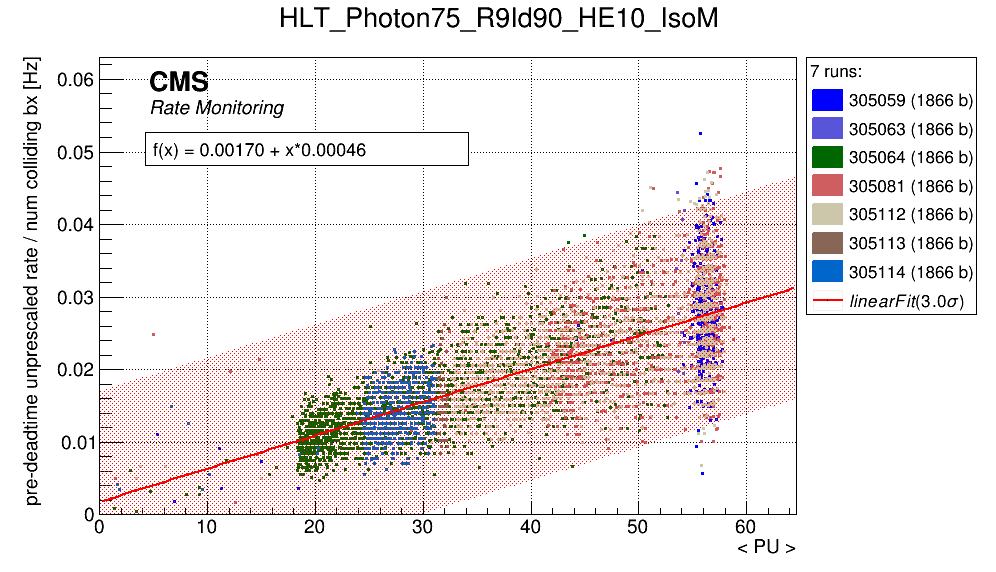 HLT_Photon75_R9Id90_HE10_IsoM
pre-deadtime unprescaled rate / num colliding bx [Hz]
0.06
0.05
0.04
0.03
0.02
0.01
0
CMS
Rate Monitoring
f(x) = 0.00170 + x*0.00046
0 10 20 30 40 50 60
< PU >
7 runs:
305059 (1866 b)
305063 (1866 b)
305064 (1866 b)
305081 (1866 b)
305112 (1866 b)
305113 (1866 b)
305114 (1866 b)
linearFit(3.0σ)